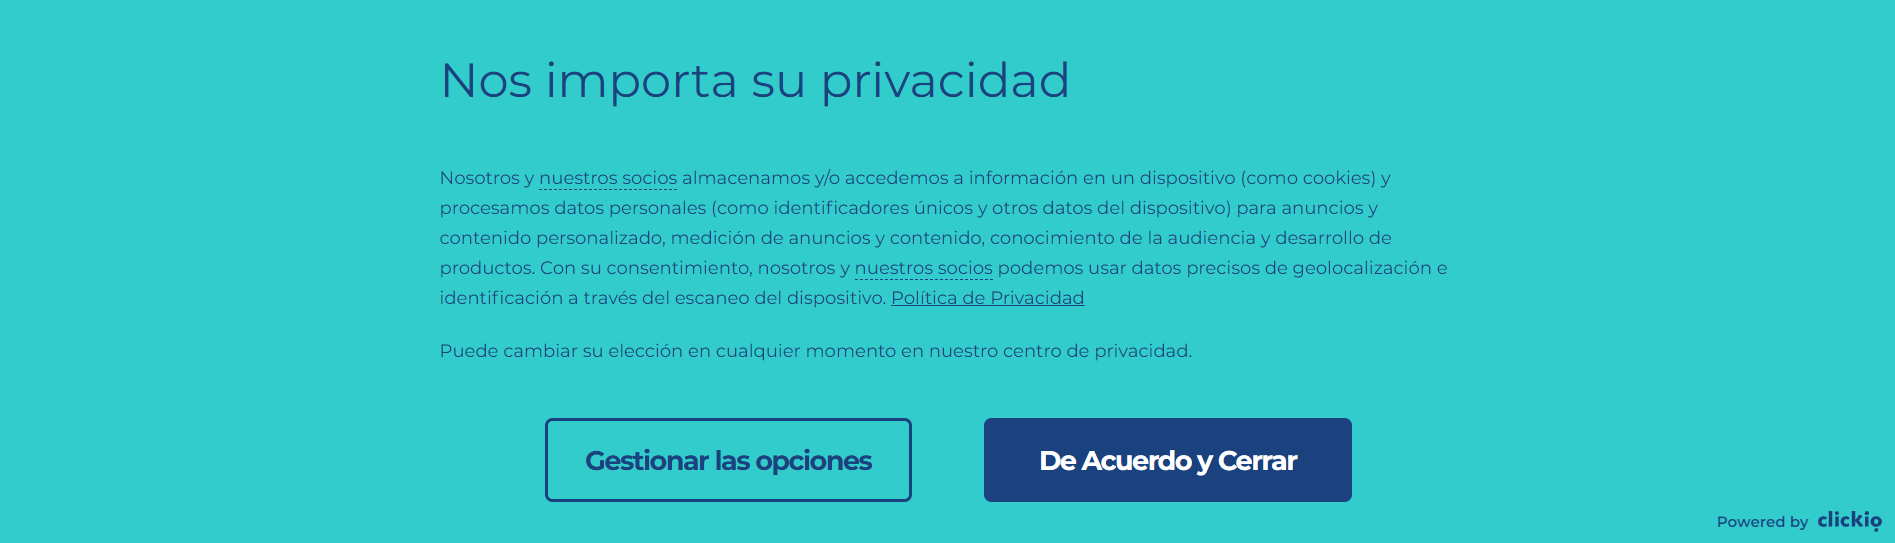 Nos importa su privacidad
Nosotros y nuestros socios almacenamos y/o accedemos a información en un dispositivo (como cookies) y
procesamos datos personales (como identificadores únicos y otros datos del dispositivo) para anuncios y
contenido personalizado, medición de anuncios y contenido, conocimiento de la audiencia y desarrollo de
productos. Con su consentimiento, nosotros y nuestros socios podemos usar datos precisos de geolocalización e
identificación a través del escaneo del dispositivo. Política de Privacidad
Puede cambiar su elección en cualquier momento en nuestro centro de privacidad.
Gestionar las opciones
De Acuerdo y Cerrar
Powered by clickio